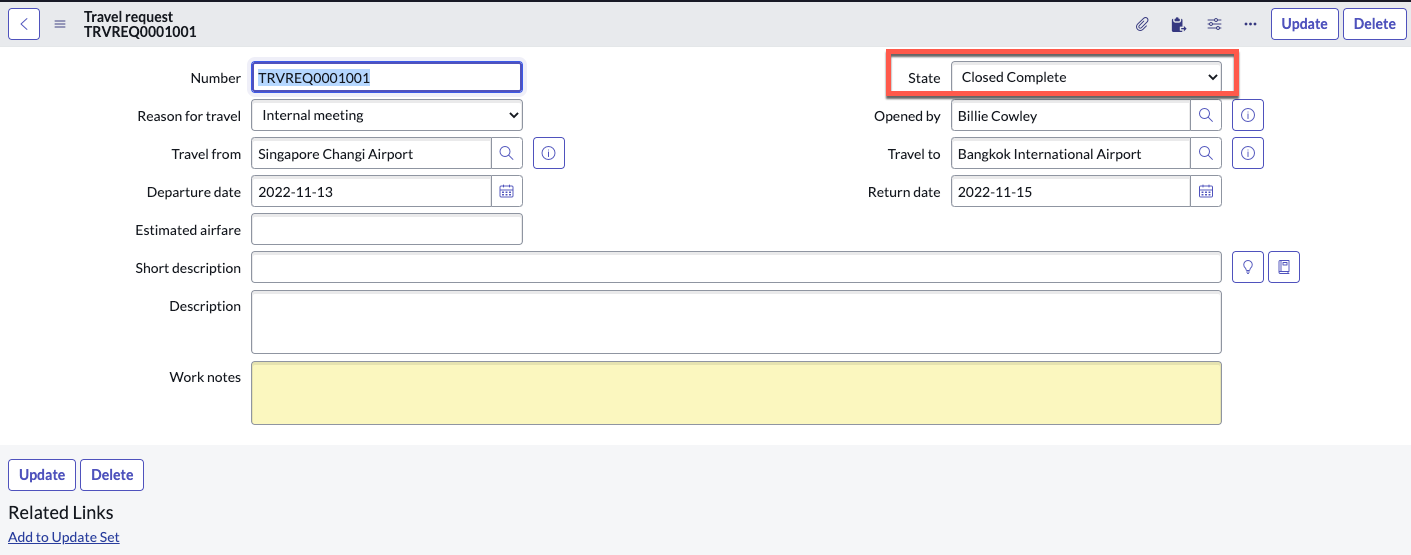 Travel request
TRVREQ0001001
Update
Delete
Number
TRVREQ0001001
State
Closed Complete
Reason for travel
Internal meeting
Opened by
Billie Cowley
Travel from
Singapore Changi Airport
Travel to
Bangkok International Airport
Departure date
2022-11-13
Return date
2022-11-15
Estimated airfare
Short description
Description
Work notes
Update
Delete
Related Links
Add to Update Set